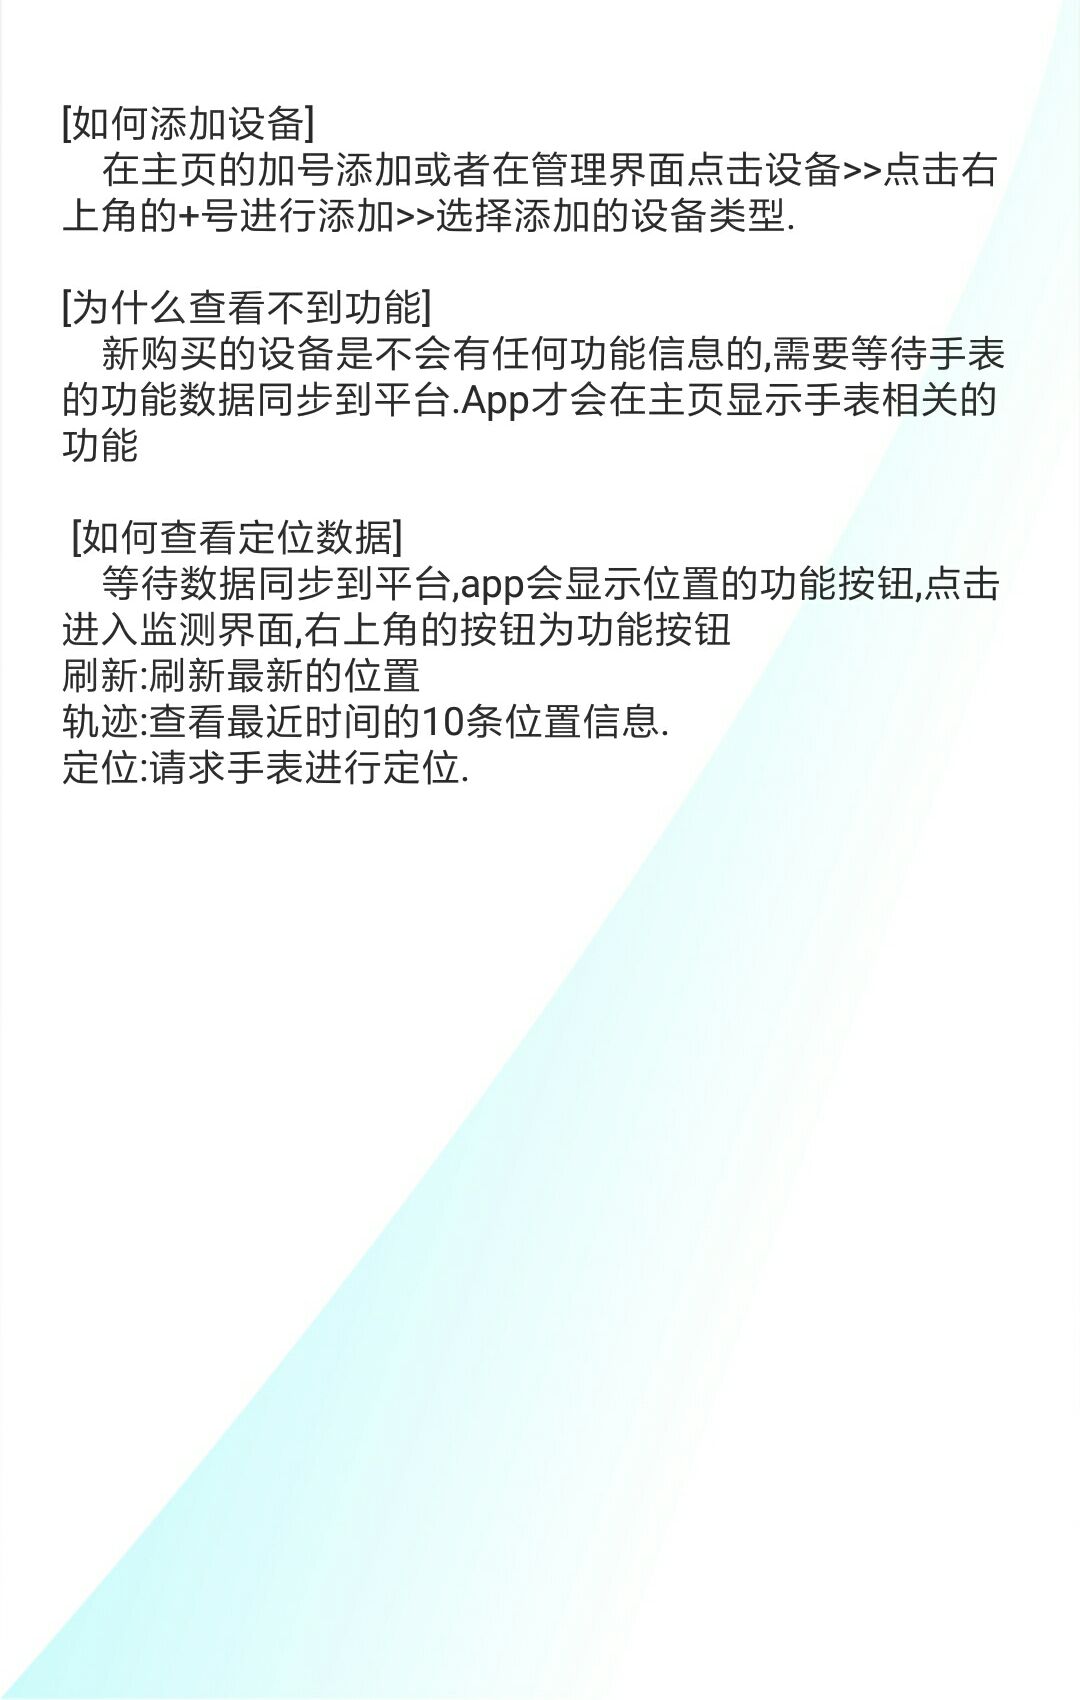 [如何添加设备]
在主页的加号添加或者在管理界面点击设备>>点击右
上角的+号进行添加>>选择添加的设备类型.
[为什么查看不到功能]
新购买的设备是不会有任何功能信息的,需要等待手表
的功能数据同步到平台.App才会在主页显示手表相关的
功能
[如何查看定位数据]
等待数据同步到平台,app会显示位置的功能按钮,点击
进入监测界面,右上角的按钮为功能按钮
刷新:刷新最新的位置
轨迹:查看最近时间的10条位置信息.
定位:请求手表进行定位.